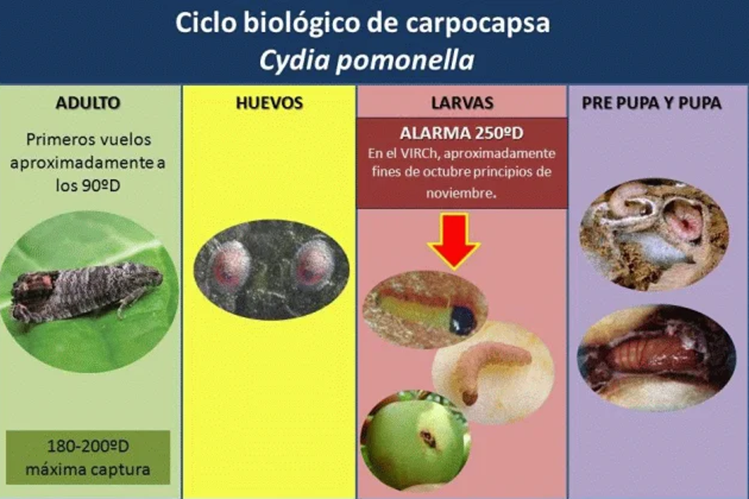 Ciclo biológico de carpocapsa
Cydia pomonella
ADULTO
Primeros vuelos
aproximadamente a
los 90ºD
180-200ºD
máxima captura
HUEVOS
LARVAS
ALARMA 250ºD
En el VIRCh, aproximadamente
fines de octubre principios de
noviembre.
PRE PUPA Y PUPA